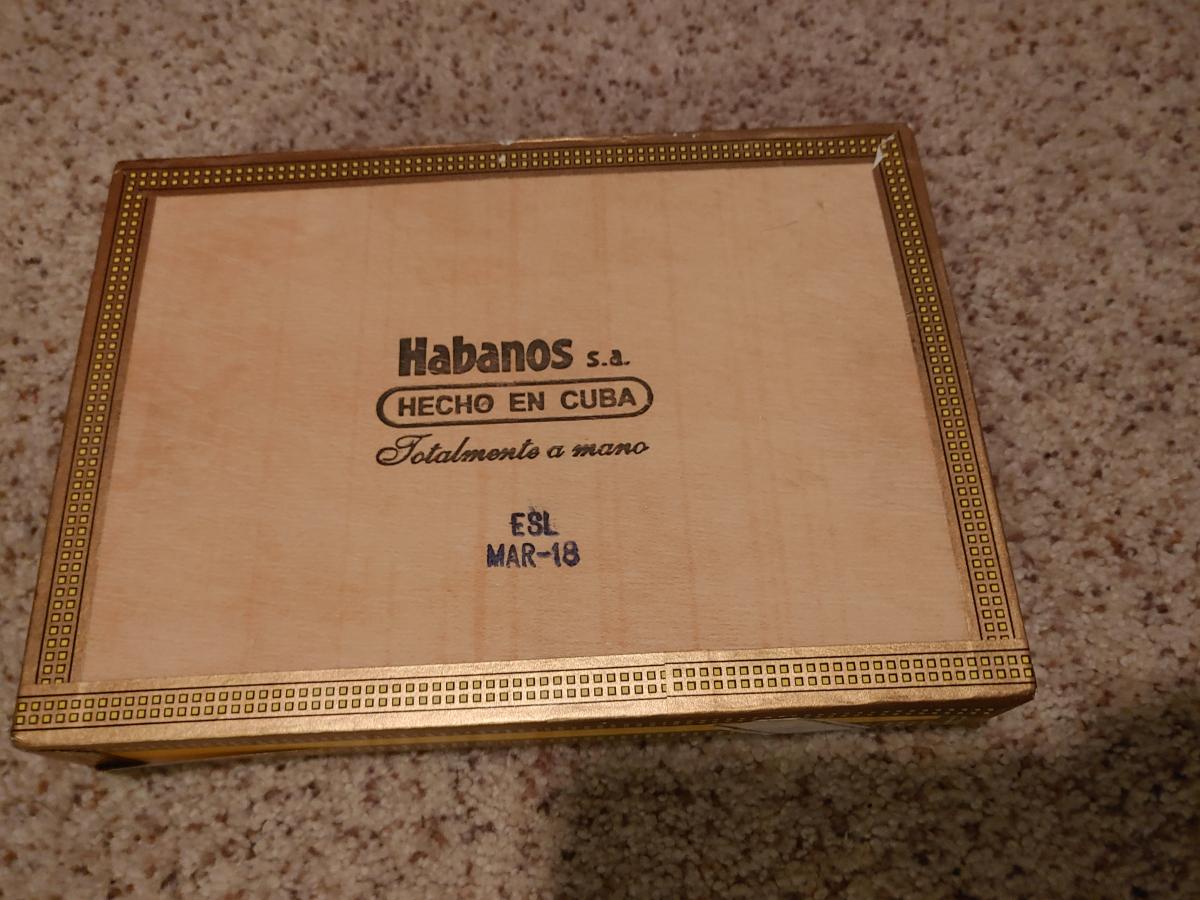 Habanos s.a.
HECHO EN CUBA
Totalmente a mano
ESL
MAR-18